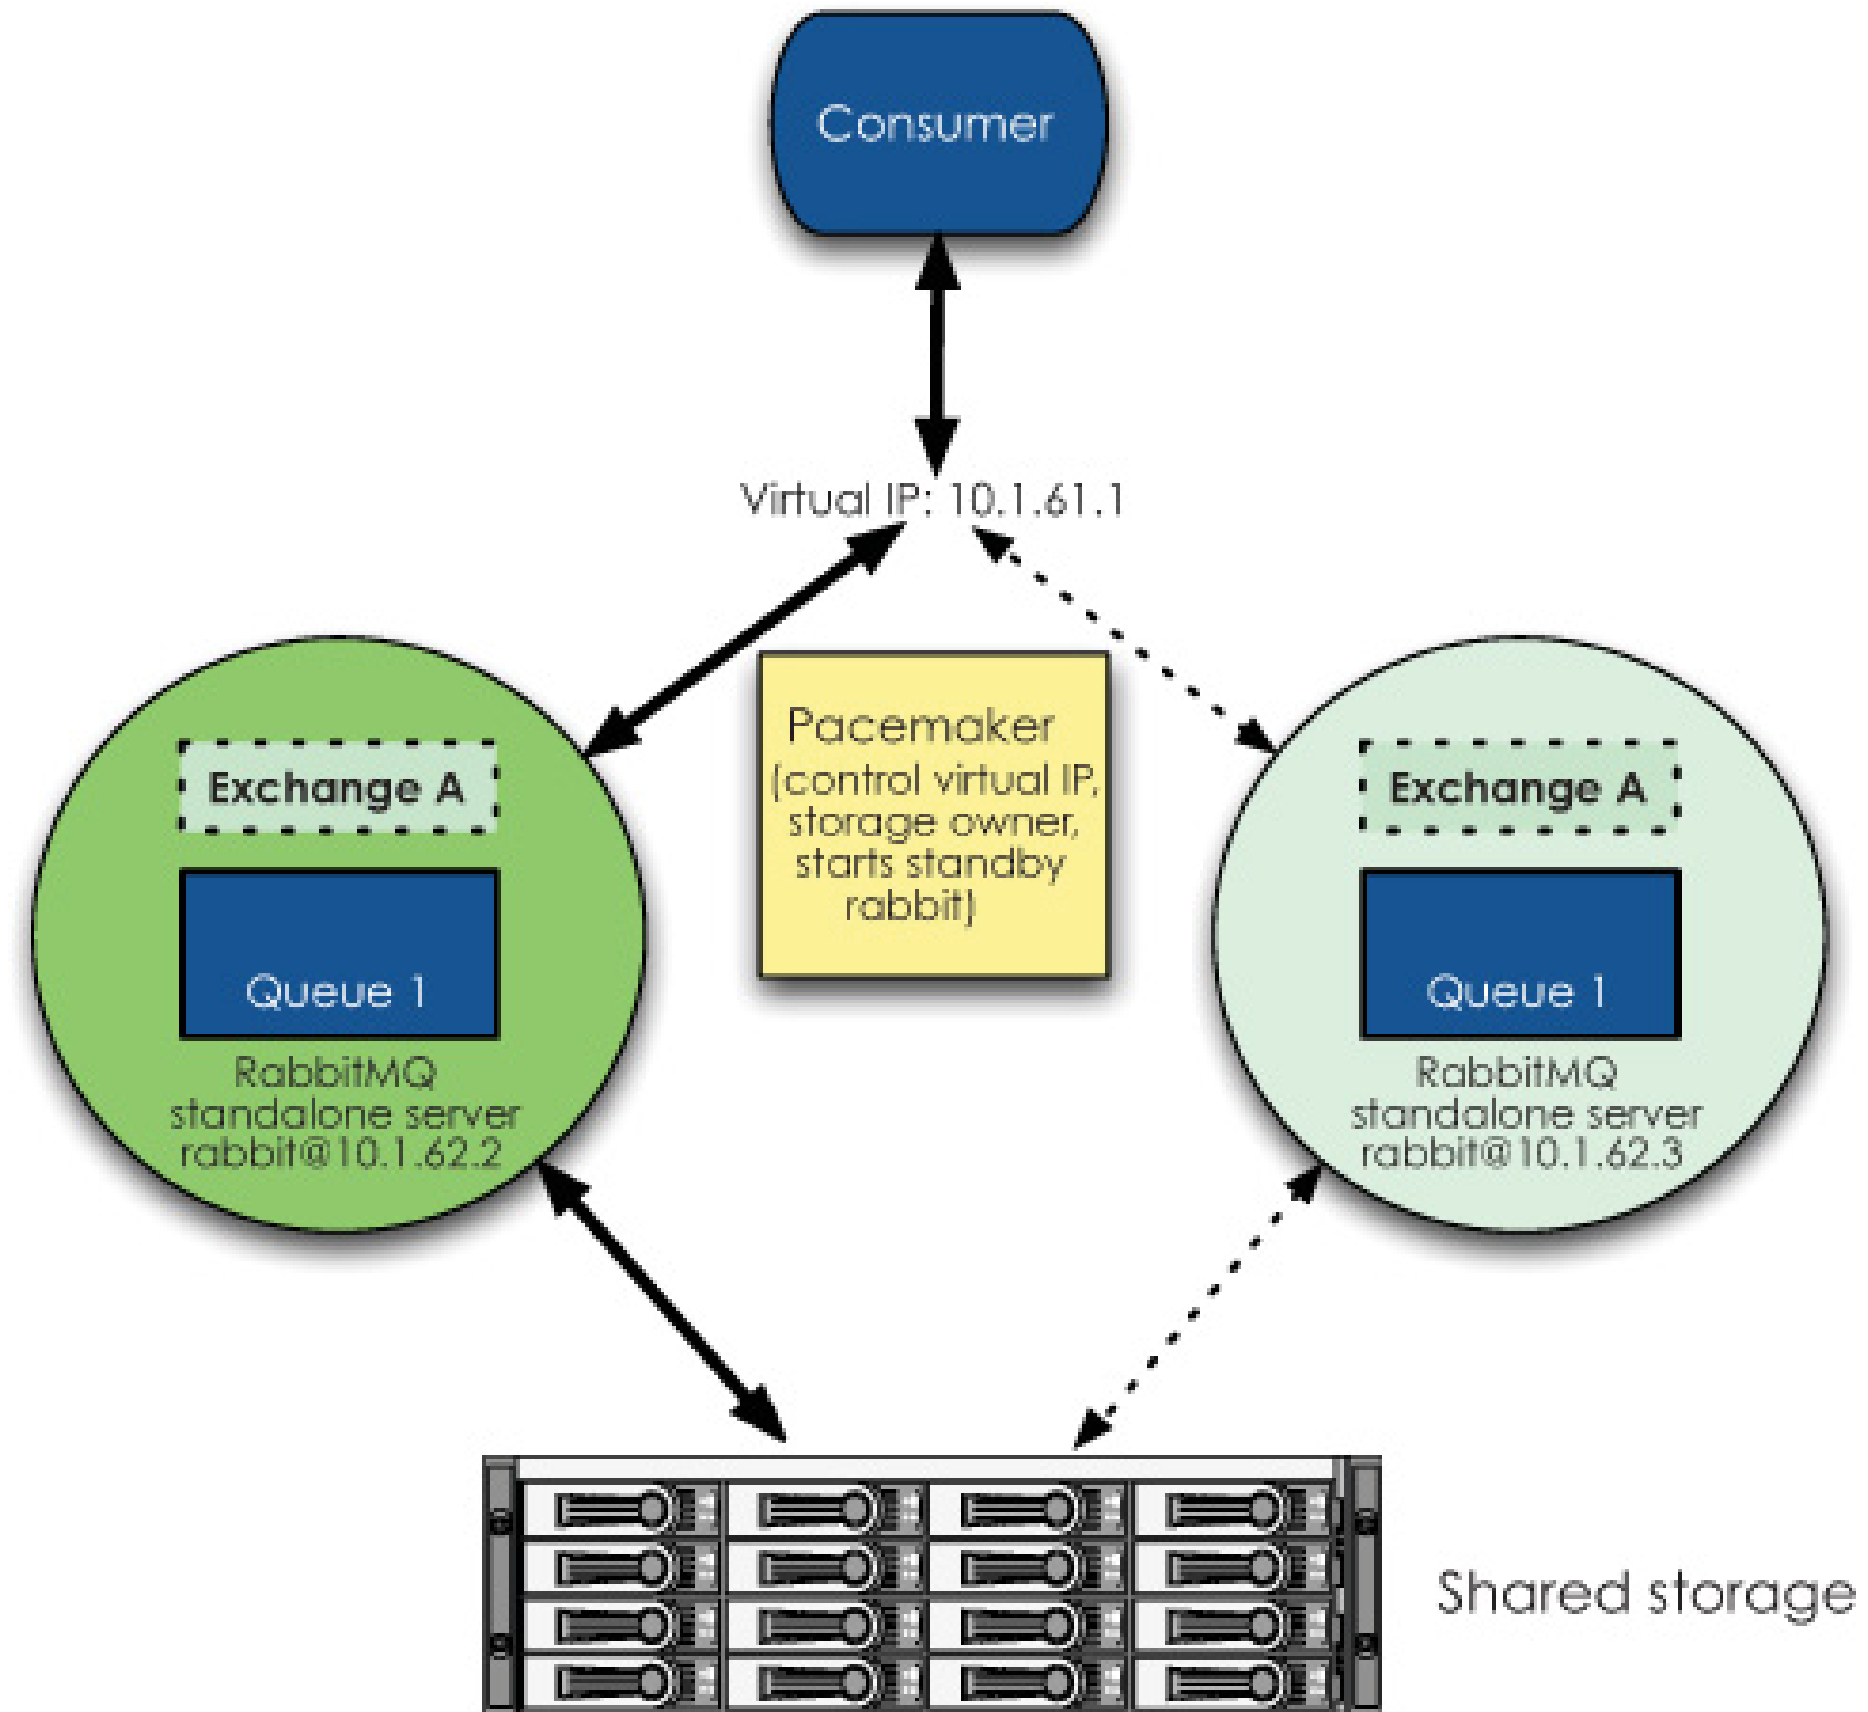 Consumer
Virtual IP: 10.1.61.1
Pacemaker
(control virtual IP,
storage owner,
starts standby
rabbit)
Exchange A
Queue 1
RabbitMQ
standalone server
rabbit@10.1.62.2
Exchange A
Queue 1
RabbitMQ
standalone server
rabbit@10.1.62.3
Shared storage